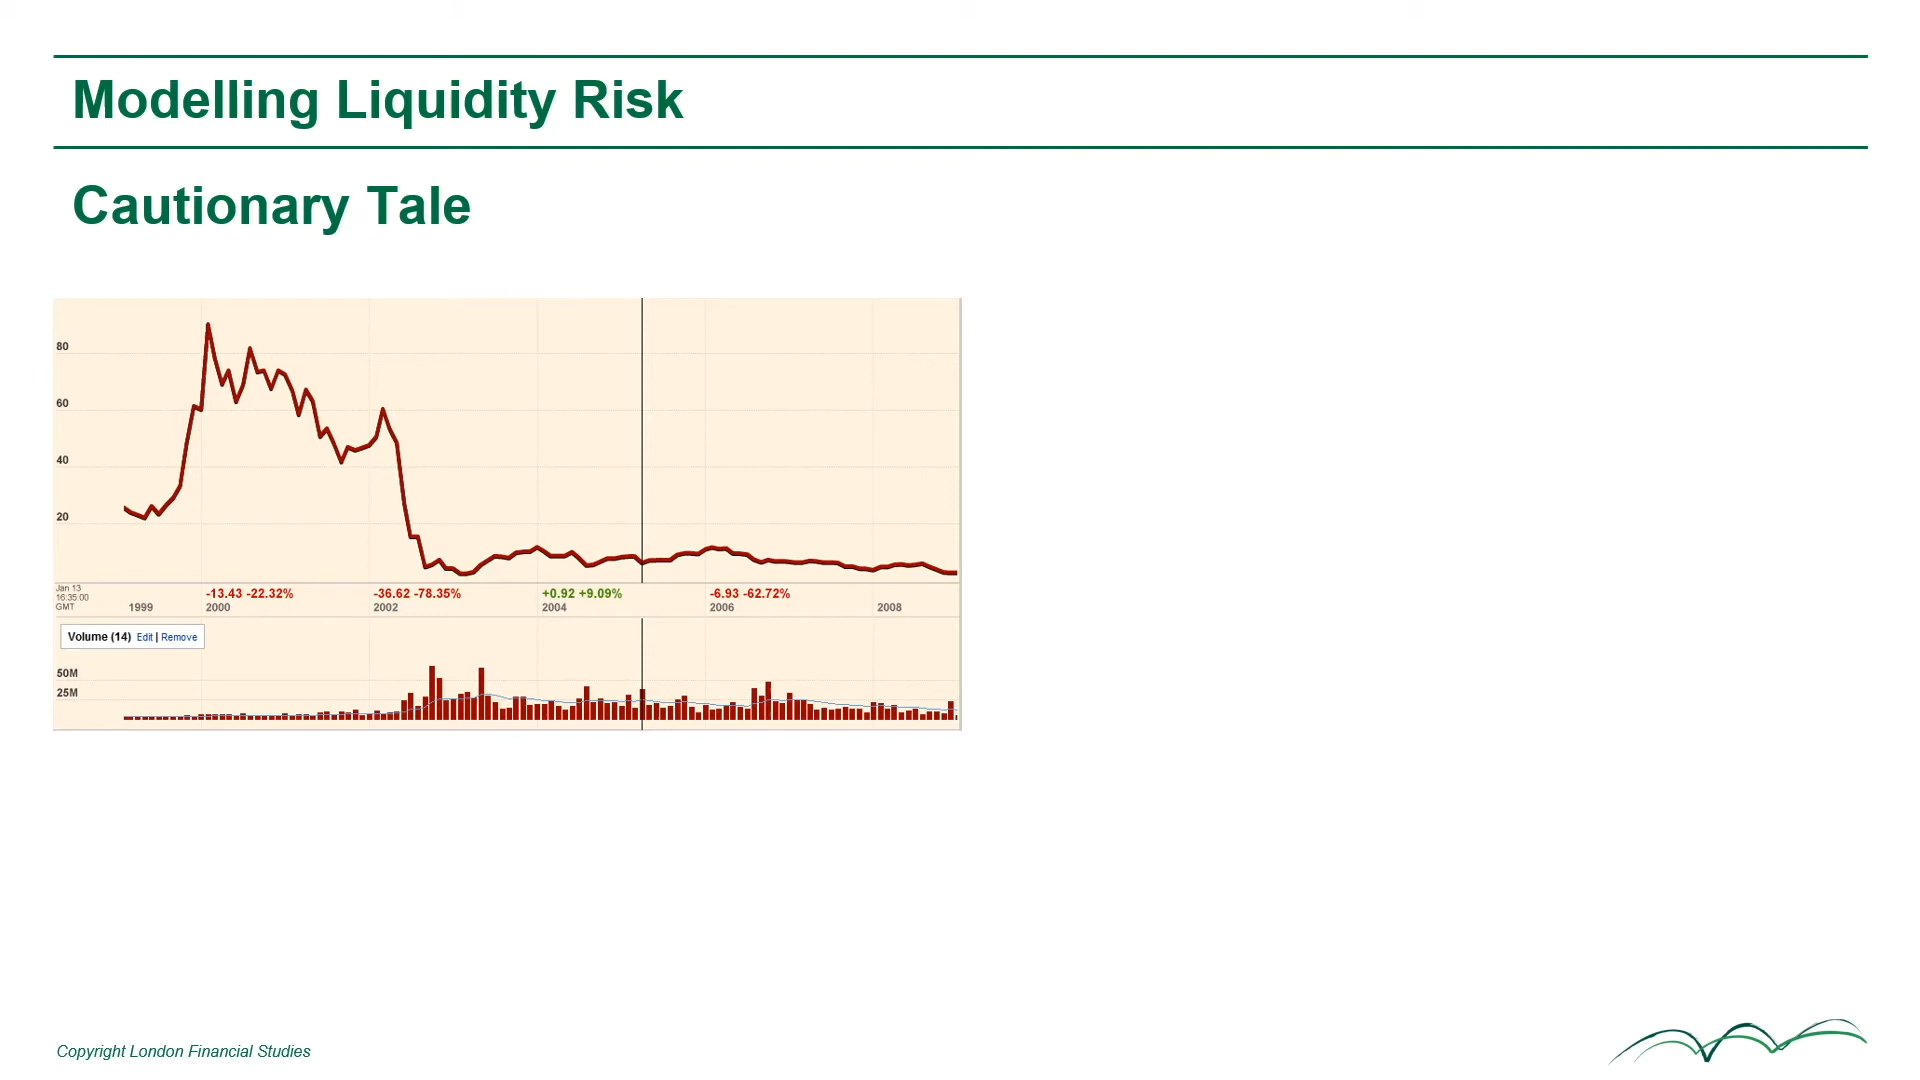 Modelling Liquidity Risk
Cautionary Tale
80
60
40
20
Jan 13
16:35:00
GMT
-13.43 -22.32% -36.62 -78.35% +0.92 +9.09% -6.93 -62.72%
1999 2000 2002 2004 2006 2008
Volume (14) Edit | Remove
50M
25M
Copyright London Financial Studies